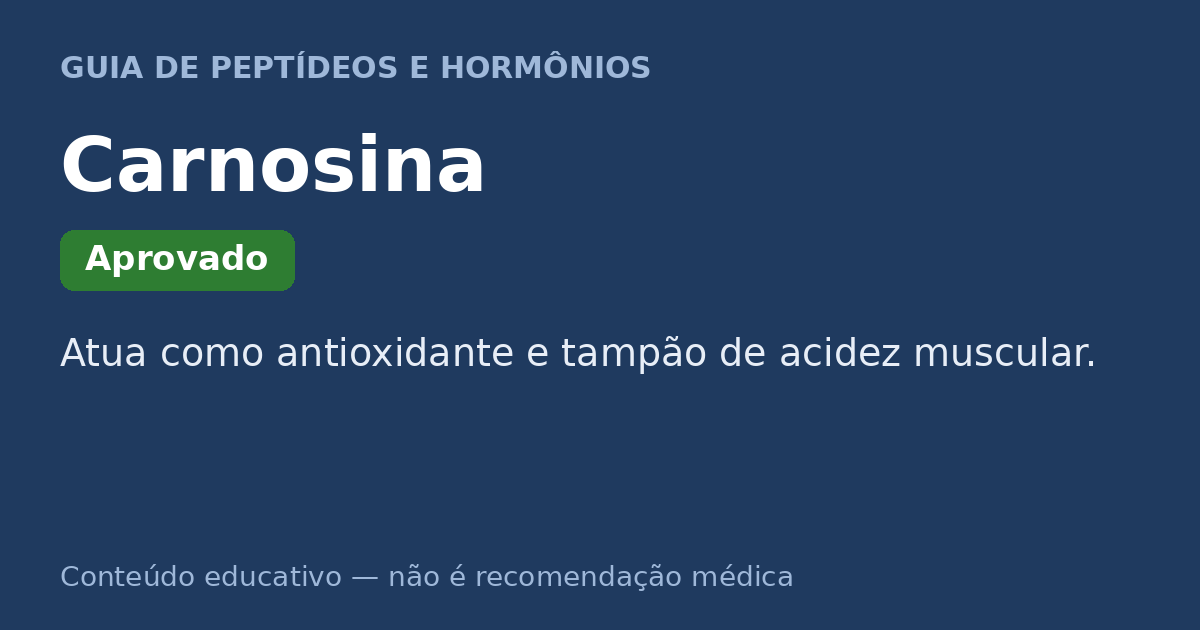 GUIA DE PEPTÍDEOS E HORMÔNIOS
Carnosina
Aprovado
Atua como antioxidante e tampão de acidez muscular.
Conteúdo educativo — não é recomendação médica